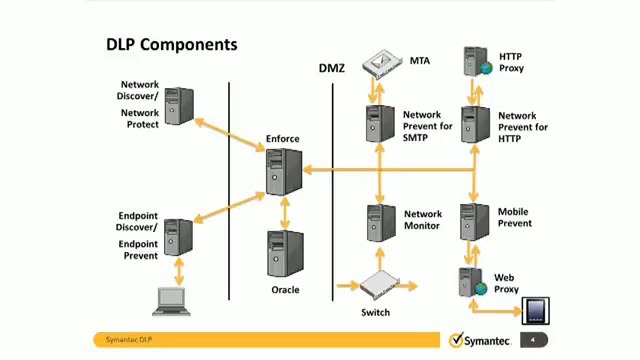 DLP Components
DMZ
MTA
HTTP
Proxy
Network
Discover/
Network
Protect
Enforce
Network
Prevent for
SMTP
Network
Prevent for
HTTP
Endpoint
Discover/
Endpoint
Prevent
Oracle
Network
Monitor
Mobile
Prevent
Switch
Web
Proxy
Symantec DLP
Symantec.
4